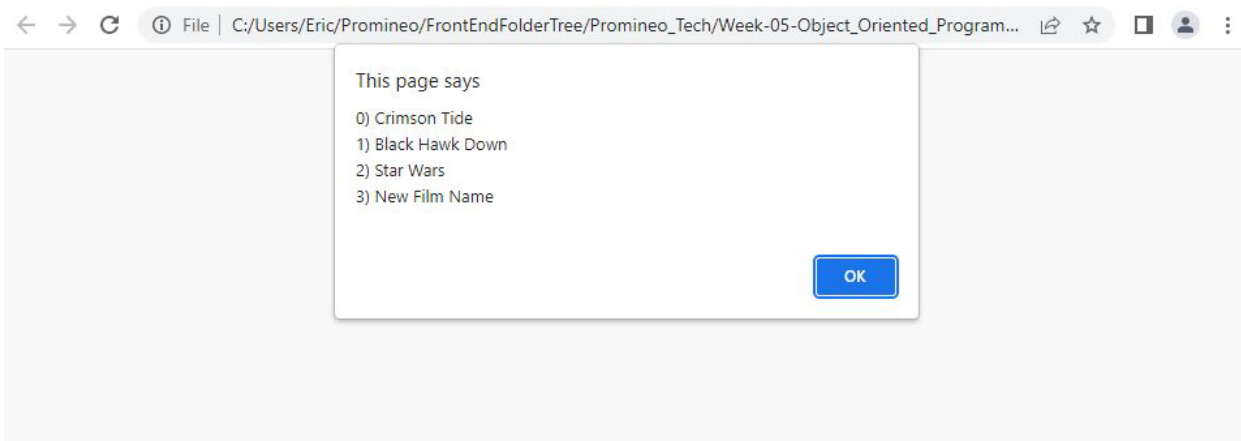 File | C:/Users/Eric/Promineo/FrontEndFolderTree/Promineo_Tech/Week-05-Object_Oriented_Program...
This page says
0) Crimson Tide
1) Black Hawk Down
2) Star Wars
3) New Film Name
OK